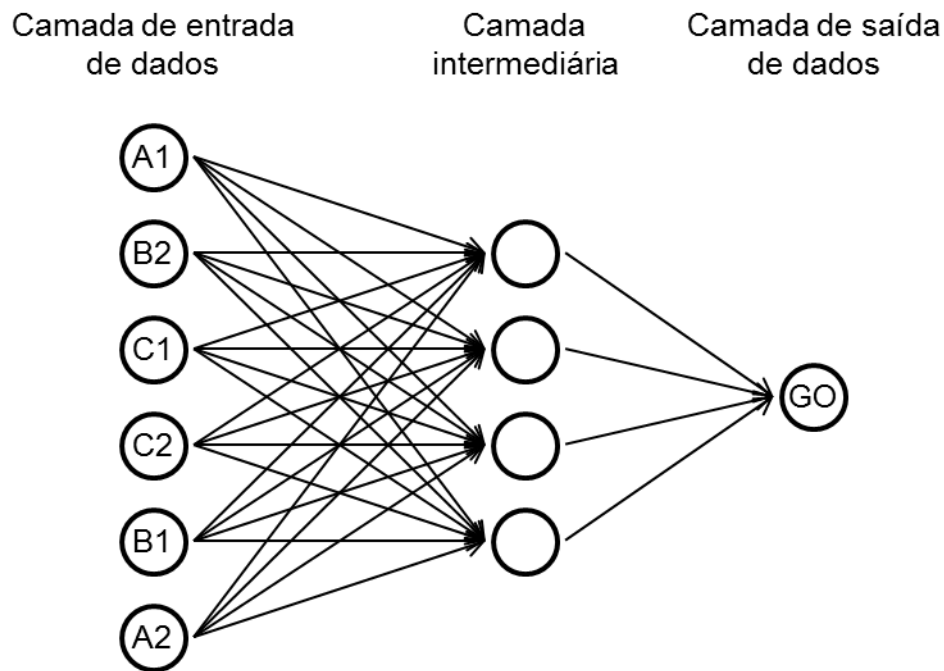 Camada de entrada
de dados
Camada
intermediária
Camada de saída
de dados
A1
B2
C1
C2
B1
A2
GO